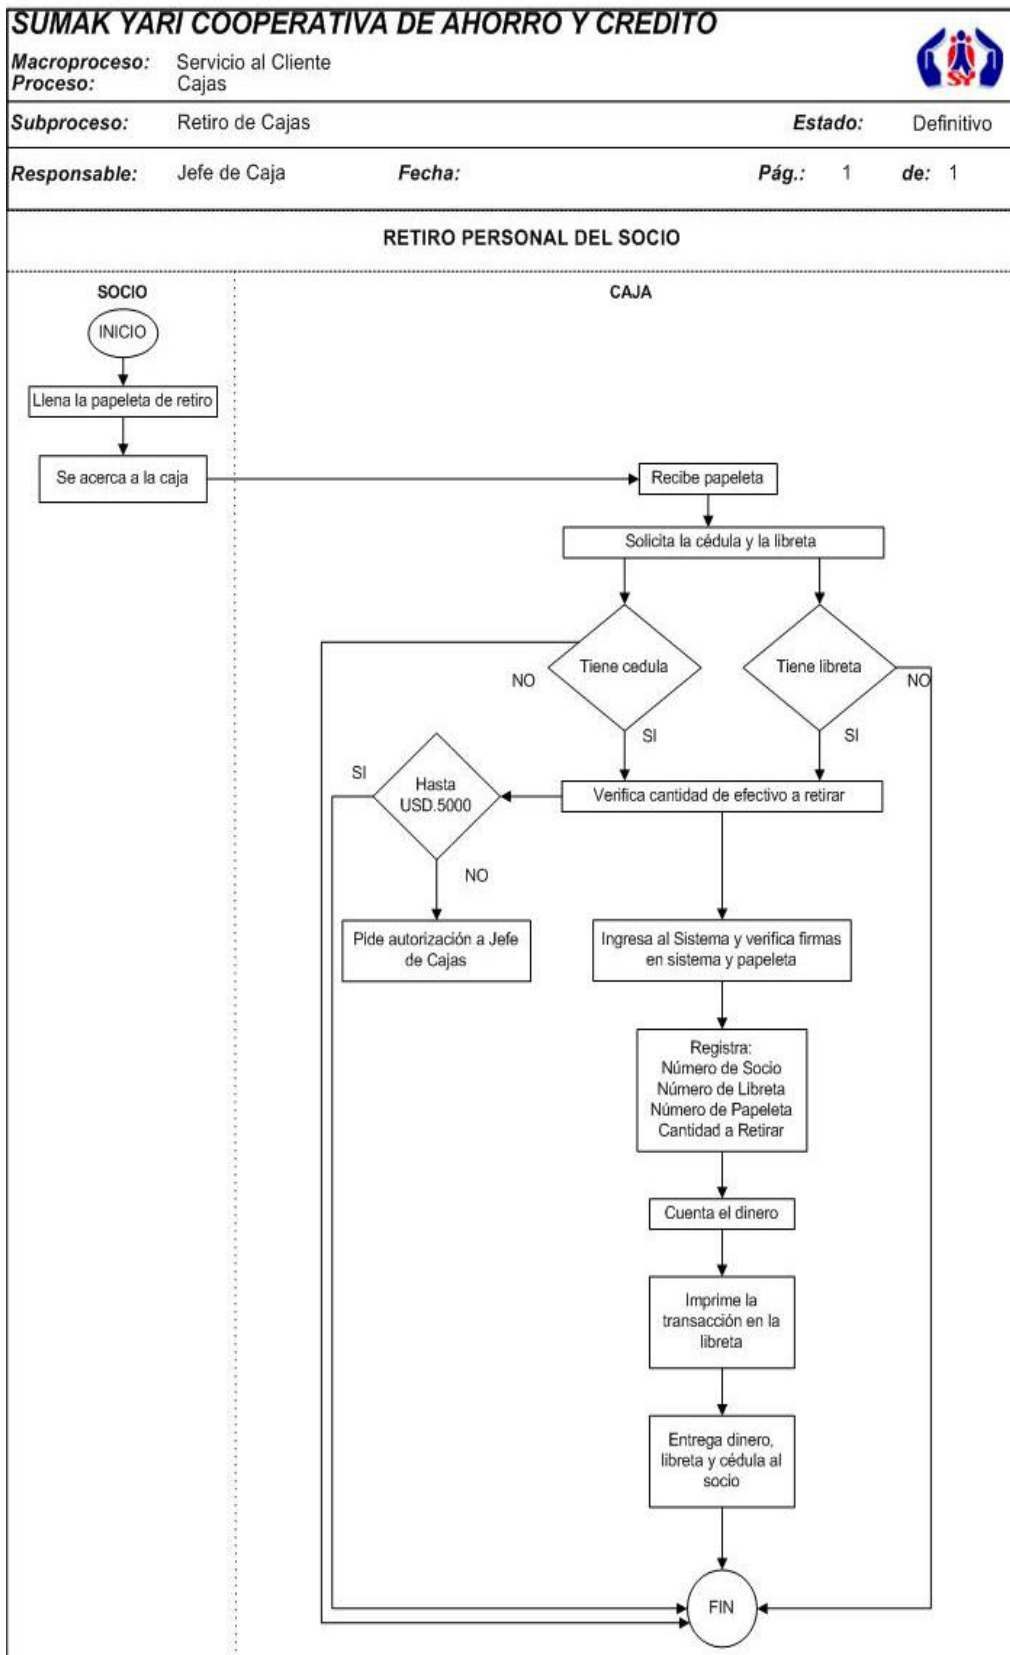 SUMAK YARI COOPERATIVA DE AHORRO Y CREDITO
Macroproceso: Servicio al Cliente
Proceso: Cajas
SY
Subproceso: Retiro de Cajas Estado: Definitivo
Responsable: Jefe de Caja Fecha: Pág.: 1 de: 1
RETIRO PERSONAL DEL SOCIO
SOCIO
CAJA
INICIO
Llena la papeleta de retiro
Se acerca a la caja
Recibe papeleta
Solicita la cédula y la libreta
Tiene cedula
Tiene libreta
NO
NO
SI
SI
Verifica cantidad de efectivo a retirar
SI
Hasta
USD.5000
NO
Pide autorización a Jefe
de Cajas
Ingresa al Sistema y verifica firmas
en sistema y papeleta
Registra:
Número de Socio
Número de Libreta
Número de Papeleta
Cantidad a Retirar
Cuenta el dinero
Imprime la
transacción en la
libreta
Entrega dinero,
libreta y cédula al
socio
FIN